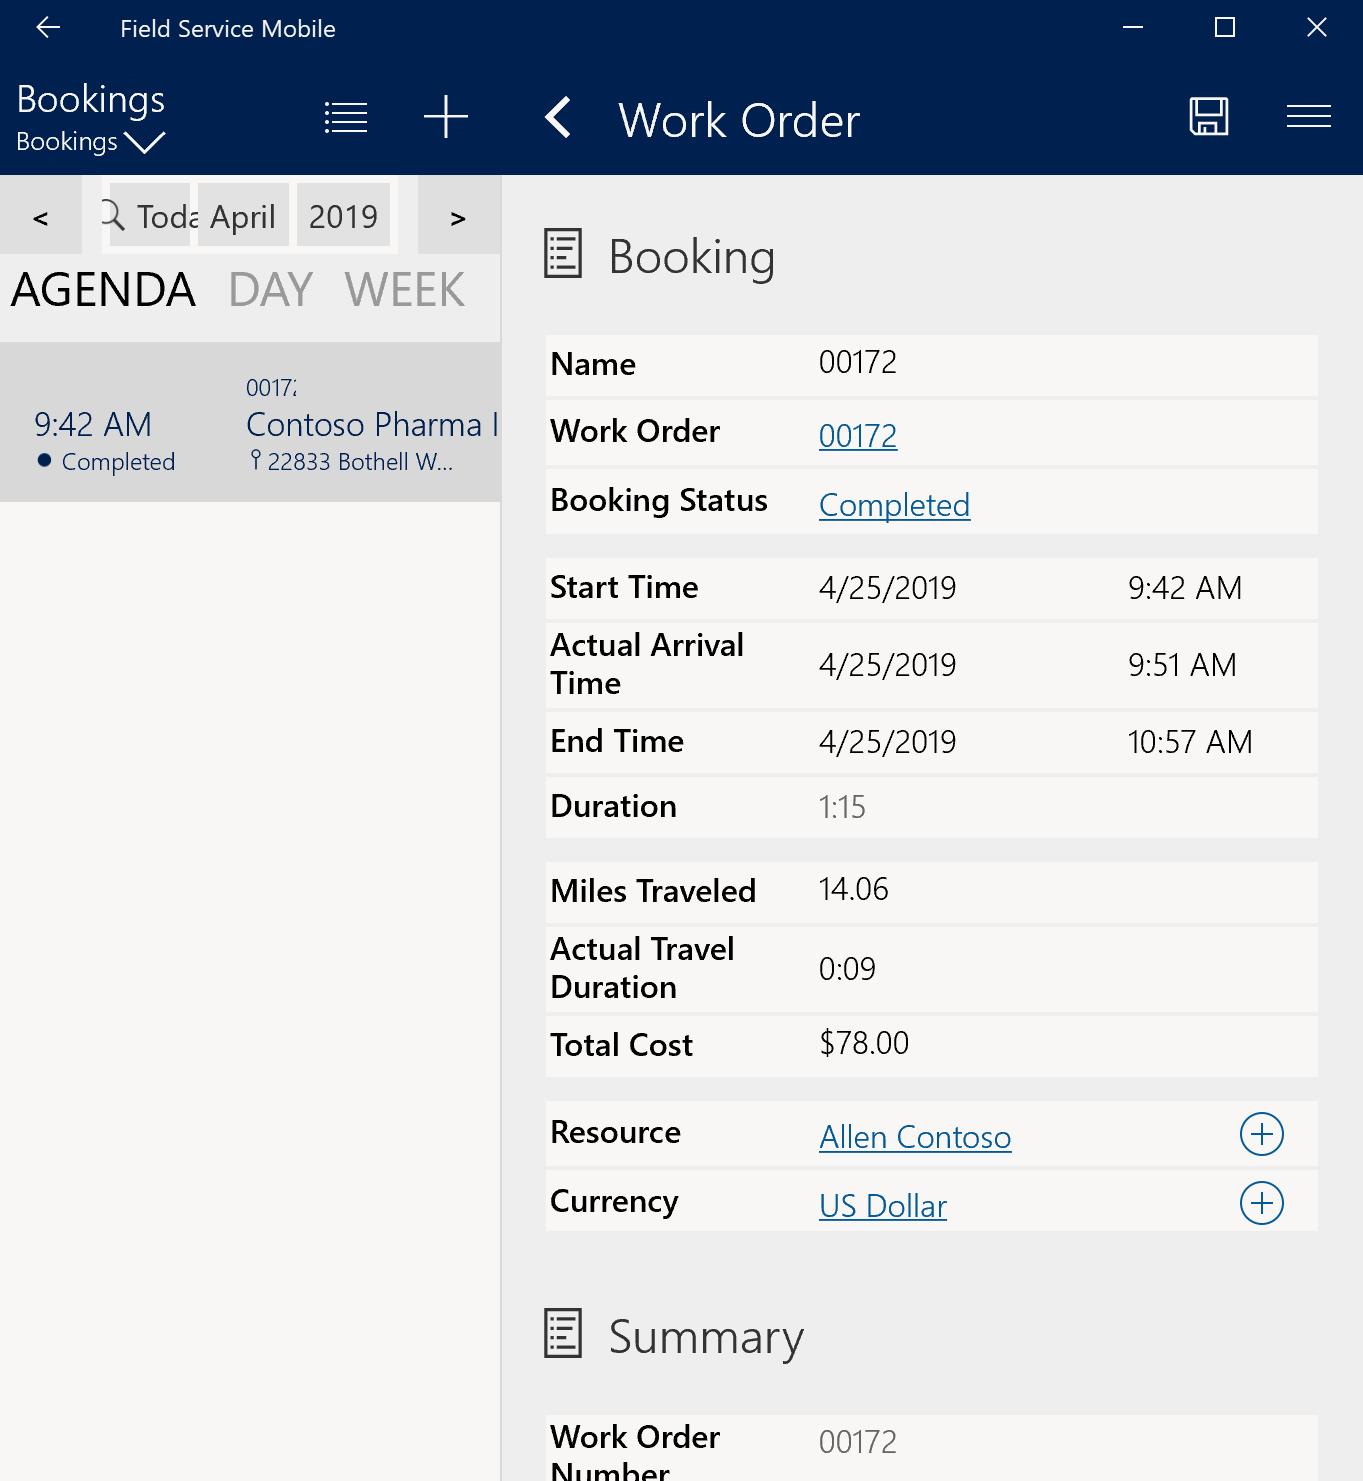 Field Service Mobile
Bookings
Bookings
Work Order
< Toda April 2019 >
AGENDA DAY WEEK
00172
9:42 AM Contoso Pharma I
Completed 22833 Bothell W...
Booking
Name 00172
Work Order 00172
Booking Status Completed
Start Time 4/25/2019 9:42 AM
Actual Arrival
Time 4/25/2019 9:51 AM
End Time 4/25/2019 10:57 AM
Duration 1:15
Miles Traveled 14.06
Actual Travel
Duration 0:09
Total Cost $78.00
Resource Allen Contoso
Currency US Dollar
Summary
Work Order
Number 00172